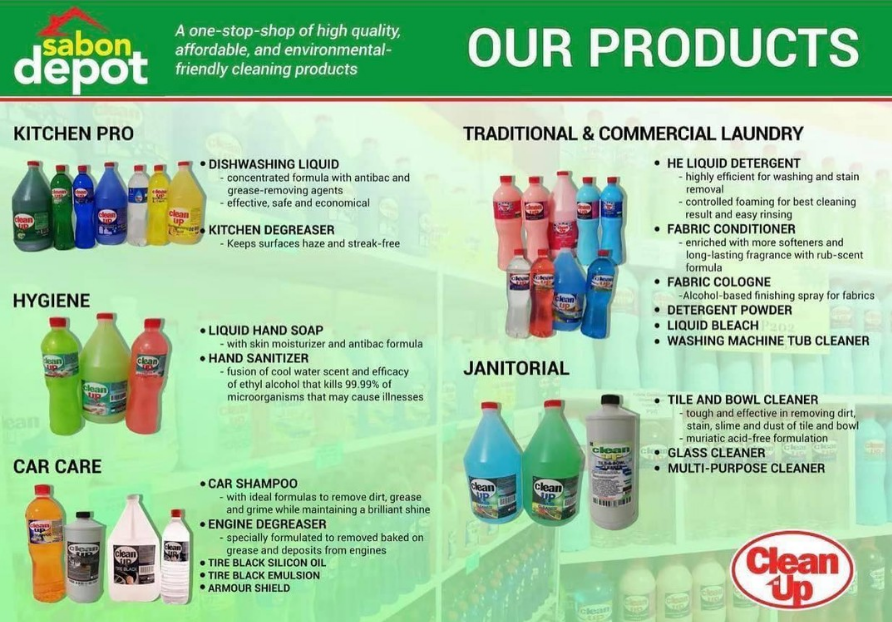 sabon
depot
A one-stop-shop of high quality,
affordable, and environmental-
friendly cleaning products
OUR PRODUCTS
KITCHEN PRO
• DISHWASHING LIQUID
- concentrated formula with antibac and
grease-removing agents
- effective, safe and economical
• KITCHEN DEGREASER
- Keeps surfaces haze and streak-free
HYGIENE
• LIQUID HAND SOAP
- with skin moisturizer and antibac formula
• HAND SANITIZER
- fusion of cool water scent and efficacy
of ethyl alcohol that kills 99.99% of
microorganisms that may cause illnesses
CAR CARE
• CAR SHAMPOO
- with ideal formulas to remove dirt, grease
and grime while maintaining a brilliant shine
• ENGINE DEGREASER
- specially formulated to removed baked on
grease and deposits from engines
• TIRE BLACK SILICON OIL
• TIRE BLACK EMULSION
• ARMOUR SHIELD
TRADITIONAL & COMMERCIAL LAUNDRY
• HE LIQUID DETERGENT
- highly efficient for washing and stain
removal
- controlled foaming for best cleaning
result and easy rinsing
• FABRIC CONDITIONER
- enriched with more softeners and
long-lasting fragrance with rub-scent
formula
• FABRIC COLOGNE
-Alcohol-based finishing spray for fabrics
• DETERGENT POWDER
• LIQUID BLEACH
• WASHING MACHINE TUB CLEANER
JANITORIAL
• TILE AND BOWL CLEANER
- tough and effective in removing dirt,
stain, slime and dust of tile and bowl
- muriatic acid-free formulation
• GLASS CLEANER
• MULTI-PURPOSE CLEANER
Clean
Up